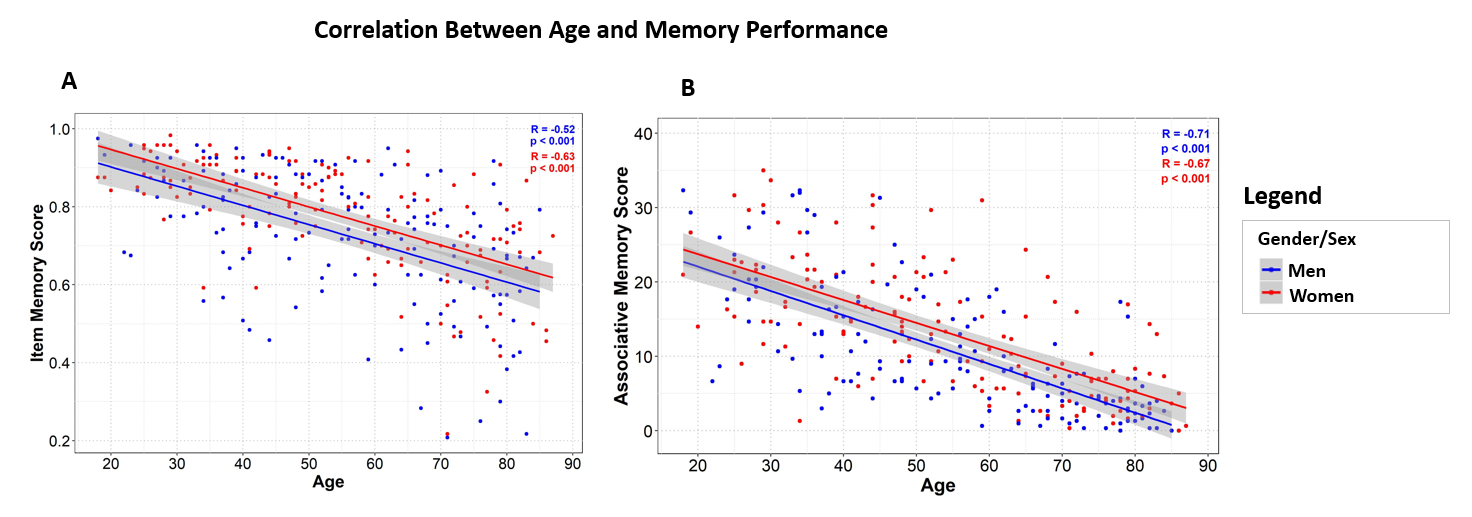 Correlation Between Age and Memory Performance
A
R = -0.52
p < 0.001
R = -0.63
p < 0.001
1.0
0.8
0.6
0.4
0.2
Item Memory Score
20 30 40 50 60 70 80 90
Age
B
R = -0.71
p < 0.001
R = -0.67
p < 0.001
40
30
20
10
0
Associative Memory Score
20 30 40 50 60 70 80 90
Age
Legend
Gender/Sex
Men
Women